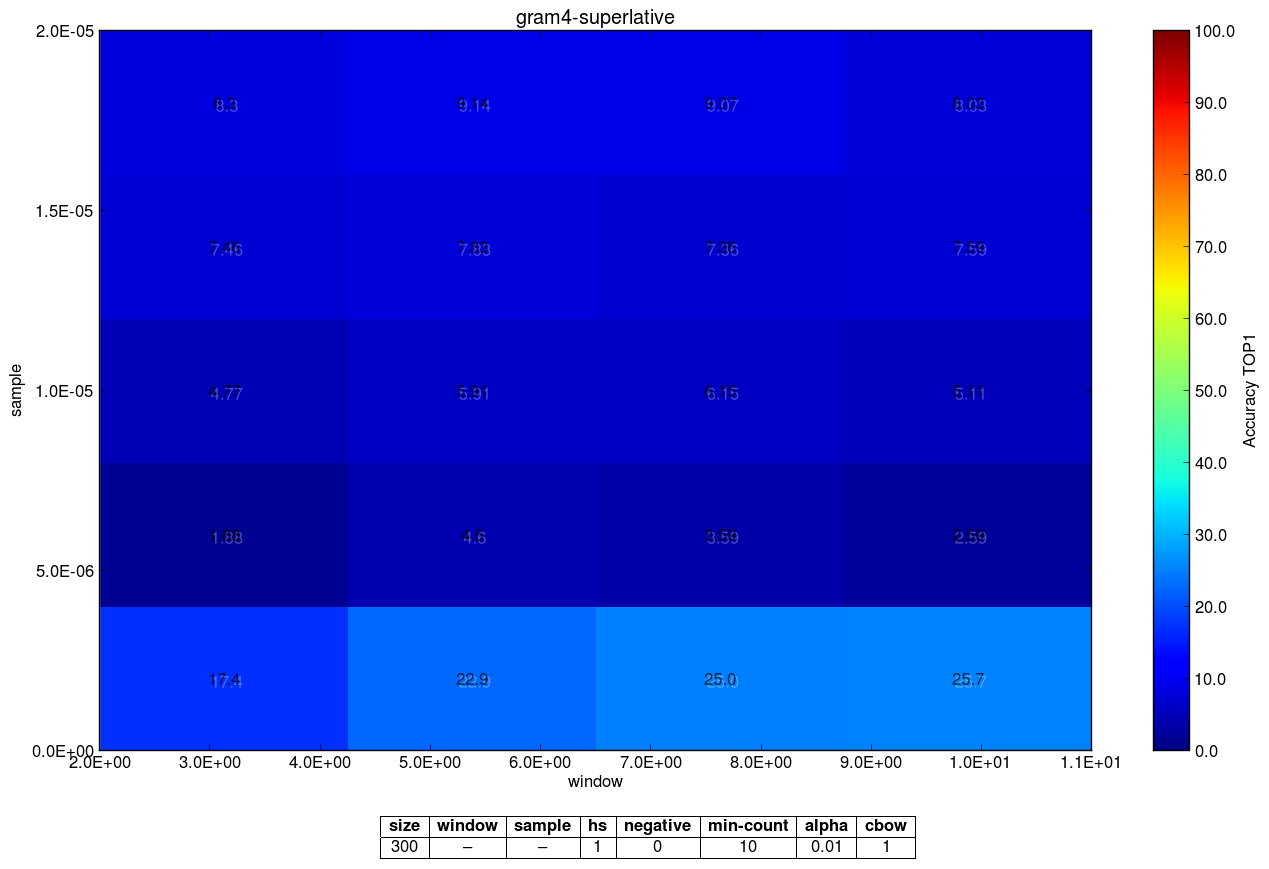 gram4-superlative
2.0E-05
100.0
8.3 9.14 9.07 8.03
90.0
80.0
1.5E-05
70.0
7.46 7.83 7.36 7.59
60.0
sample
1.0E-05
50.0
Accuracy TOP1
4.77 5.91 6.15 5.11
40.0
30.0
1.88 4.6 3.59 2.59
5.0E-06
20.0
10.0
17.4 22.9 25.0 25.7
0.0E+00
0.0
2.0E+00 3.0E+00 4.0E+00 5.0E+00 6.0E+00 7.0E+00 8.0E+00 9.0E+00 1.0E+01 1.1E+01
window
size window sample hs negative min-count alpha cbow
300 – – 1 0 10 0.01 1